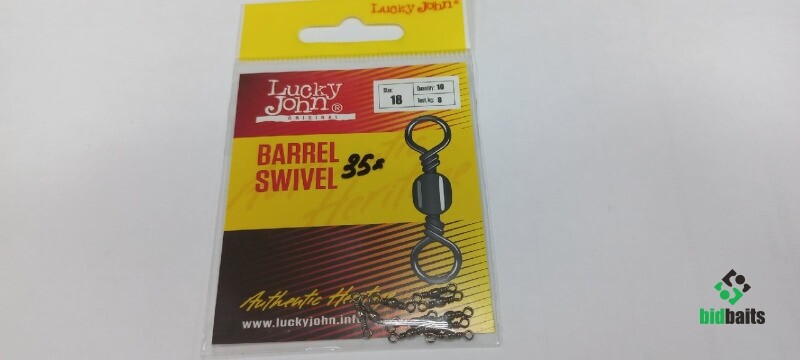 Lucky John®
Lucky
John®
ORIGINAL
Size: 18
Quantity: 10
Test, kg: 8
BARREL
SWIVEL
35
Authentic Heritage
www.luckyjohn.info
bidbaits